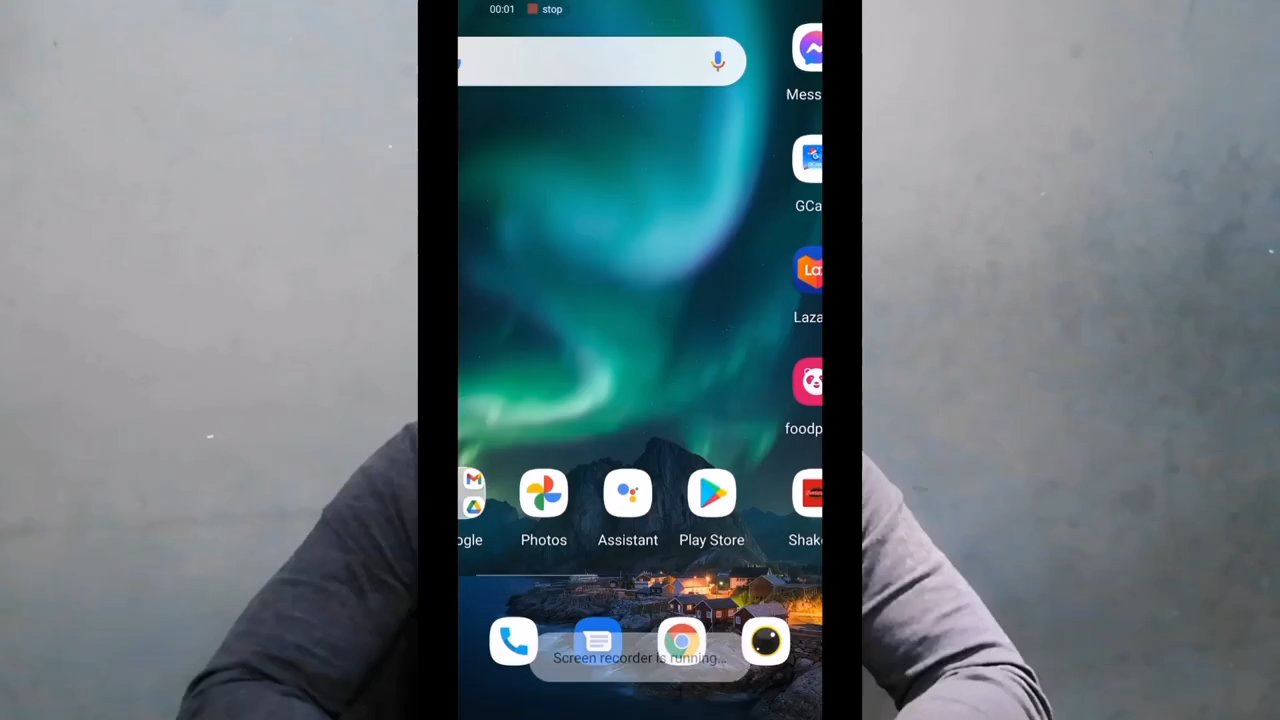 00:01 stop
Mess
GCa
Laza
foodp
ogle Photos Assistant Play Store Shak
Screen recorder is running...